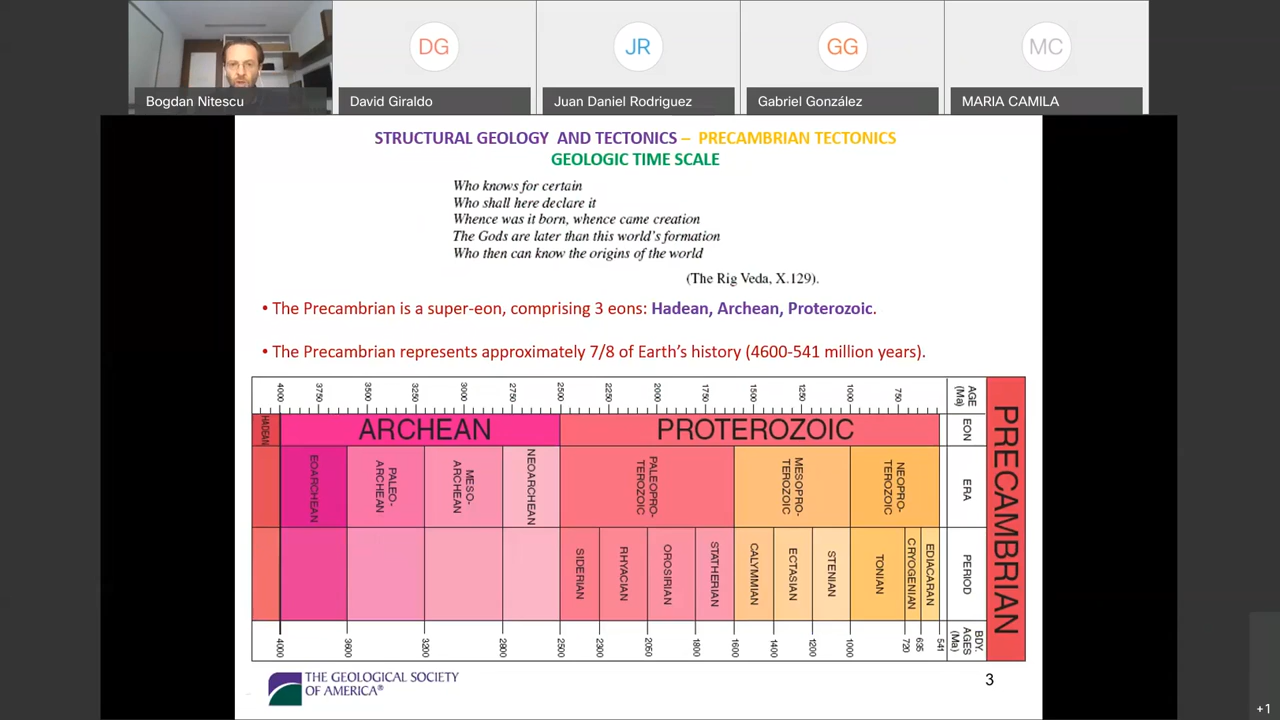 DG
JR
GG
MC
Bogdan Nitescu
David Giraldo
Juan Daniel Rodriguez
Gabriel González
MARIA CAMILA
STRUCTURAL GEOLOGY AND TECTONICS – PRECAMBRIAN TECTONICS
GEOLOGIC TIME SCALE
Who knows for certain
Who shall here declare it
Whence was it born, whence came creation
The Gods are later than this world's formation
Who then can know the origins of the world
(The Rig Veda, X.129).
• The Precambrian is a super-eon, comprising 3 eons: Hadean, Archean, Proterozoic.
• The Precambrian represents approximately 7/8 of Earth's history (4600-541 million years).
4000 3750 3500 3250 3000 2750 2500 2250 2000 1750 1500 1250 1000 750 AGE (Ma)
HADEAN ARCHEAN PROTEROZOIC EON
EOARCHEAN PALEO-ARCHEAN MESO-ARCHEAN NEOARCHEAN PALEOPRO-TEROZOIC MESOPRO-TEROZOIC NEOPRO-TEROZOIC ERA
SIDERIAN RHYACIAN OROSIRIAN STATHERIAN CALYMMIAN ECTASIAN STENIAN TONIAN CRYOGENIAN EDIACARAN PERIOD
4000 3600 3200 2800 2500 2300 2050 1800 1600 1400 1200 1000 720 635 541 BDY. AGES (Ma)
PRECAMBRIAN
THE GEOLOGICAL SOCIETY
OF AMERICA®
3
+1